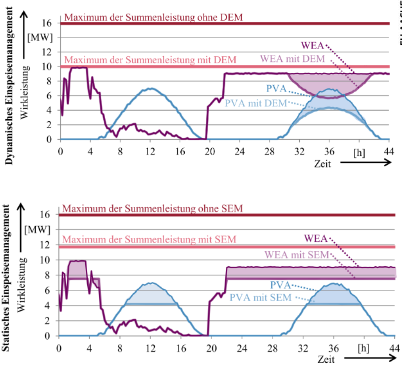 Dynamisches Einspeisemanagement
Wirkleistung
[MW]
16
14
12
10
8
6
4
2
0
Maximum der Summenleistung ohne DEM
Maximum der Summenleistung mit DEM
WEA
WEA mit DEM
PVA
PVA mit DEM
0 4 8 12 16 20 24 28 32 36 40 44
Zeit [h]
Statisches Einspeisemanagement
Wirkleistung
[MW]
16
14
12
10
8
6
4
2
0
Maximum der Summenleistung ohne SEM
Maximum der Summenleistung mit SEM
WEA
WEA mit SEM
PVA
PVA mit SEM
0 4 8 12 16 20 24 28 32 36 40 44
Zeit [h]